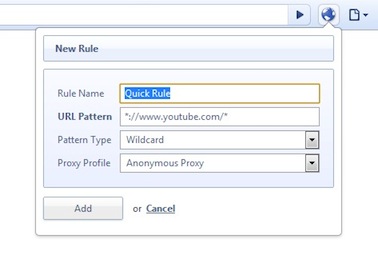 New Rule
Rule Name Quick Rule
URL Pattern *://www.youtube.com/*
Pattern Type Wildcard
Proxy Profile Anonymous Proxy
Add or Cancel